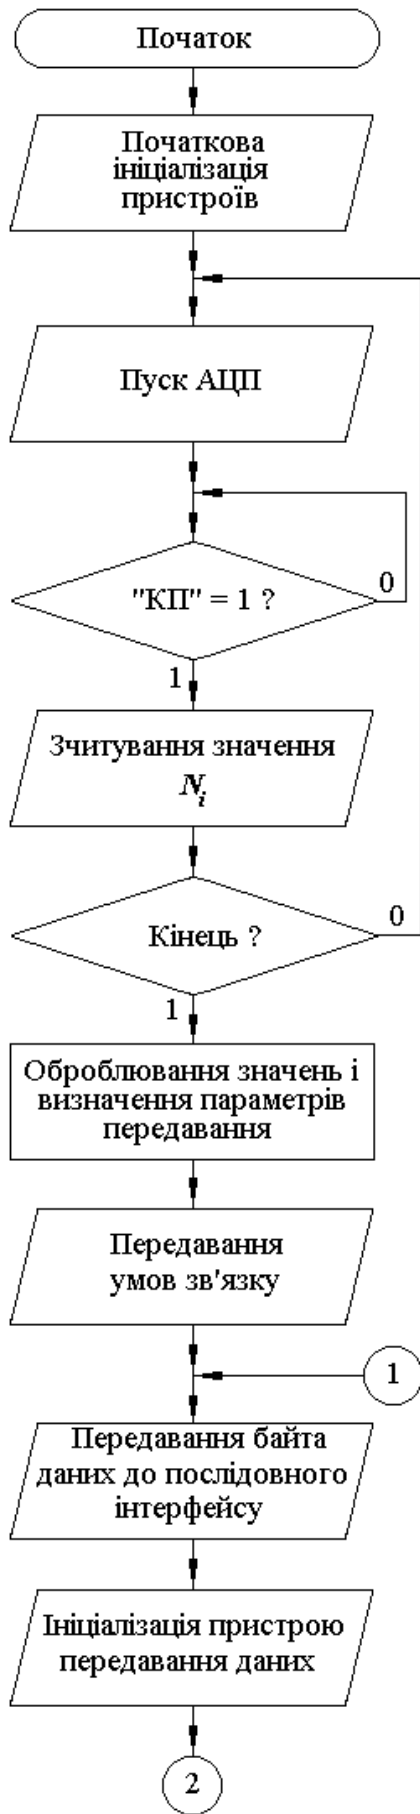 Початок
Початкова
ініціалізація
пристроїв
Пуск АЦП
"КП" = 1 ?
0
1
Зчитування значення
Nᵢ
Кінець ?
0
1
Оброблювання значень і
визначення параметрів
передавання
Передавання
умов зв'язку
1
Передавання байта
даних до послідовного
інтерфейсу
Ініціалізація пристрою
передавання даних
2